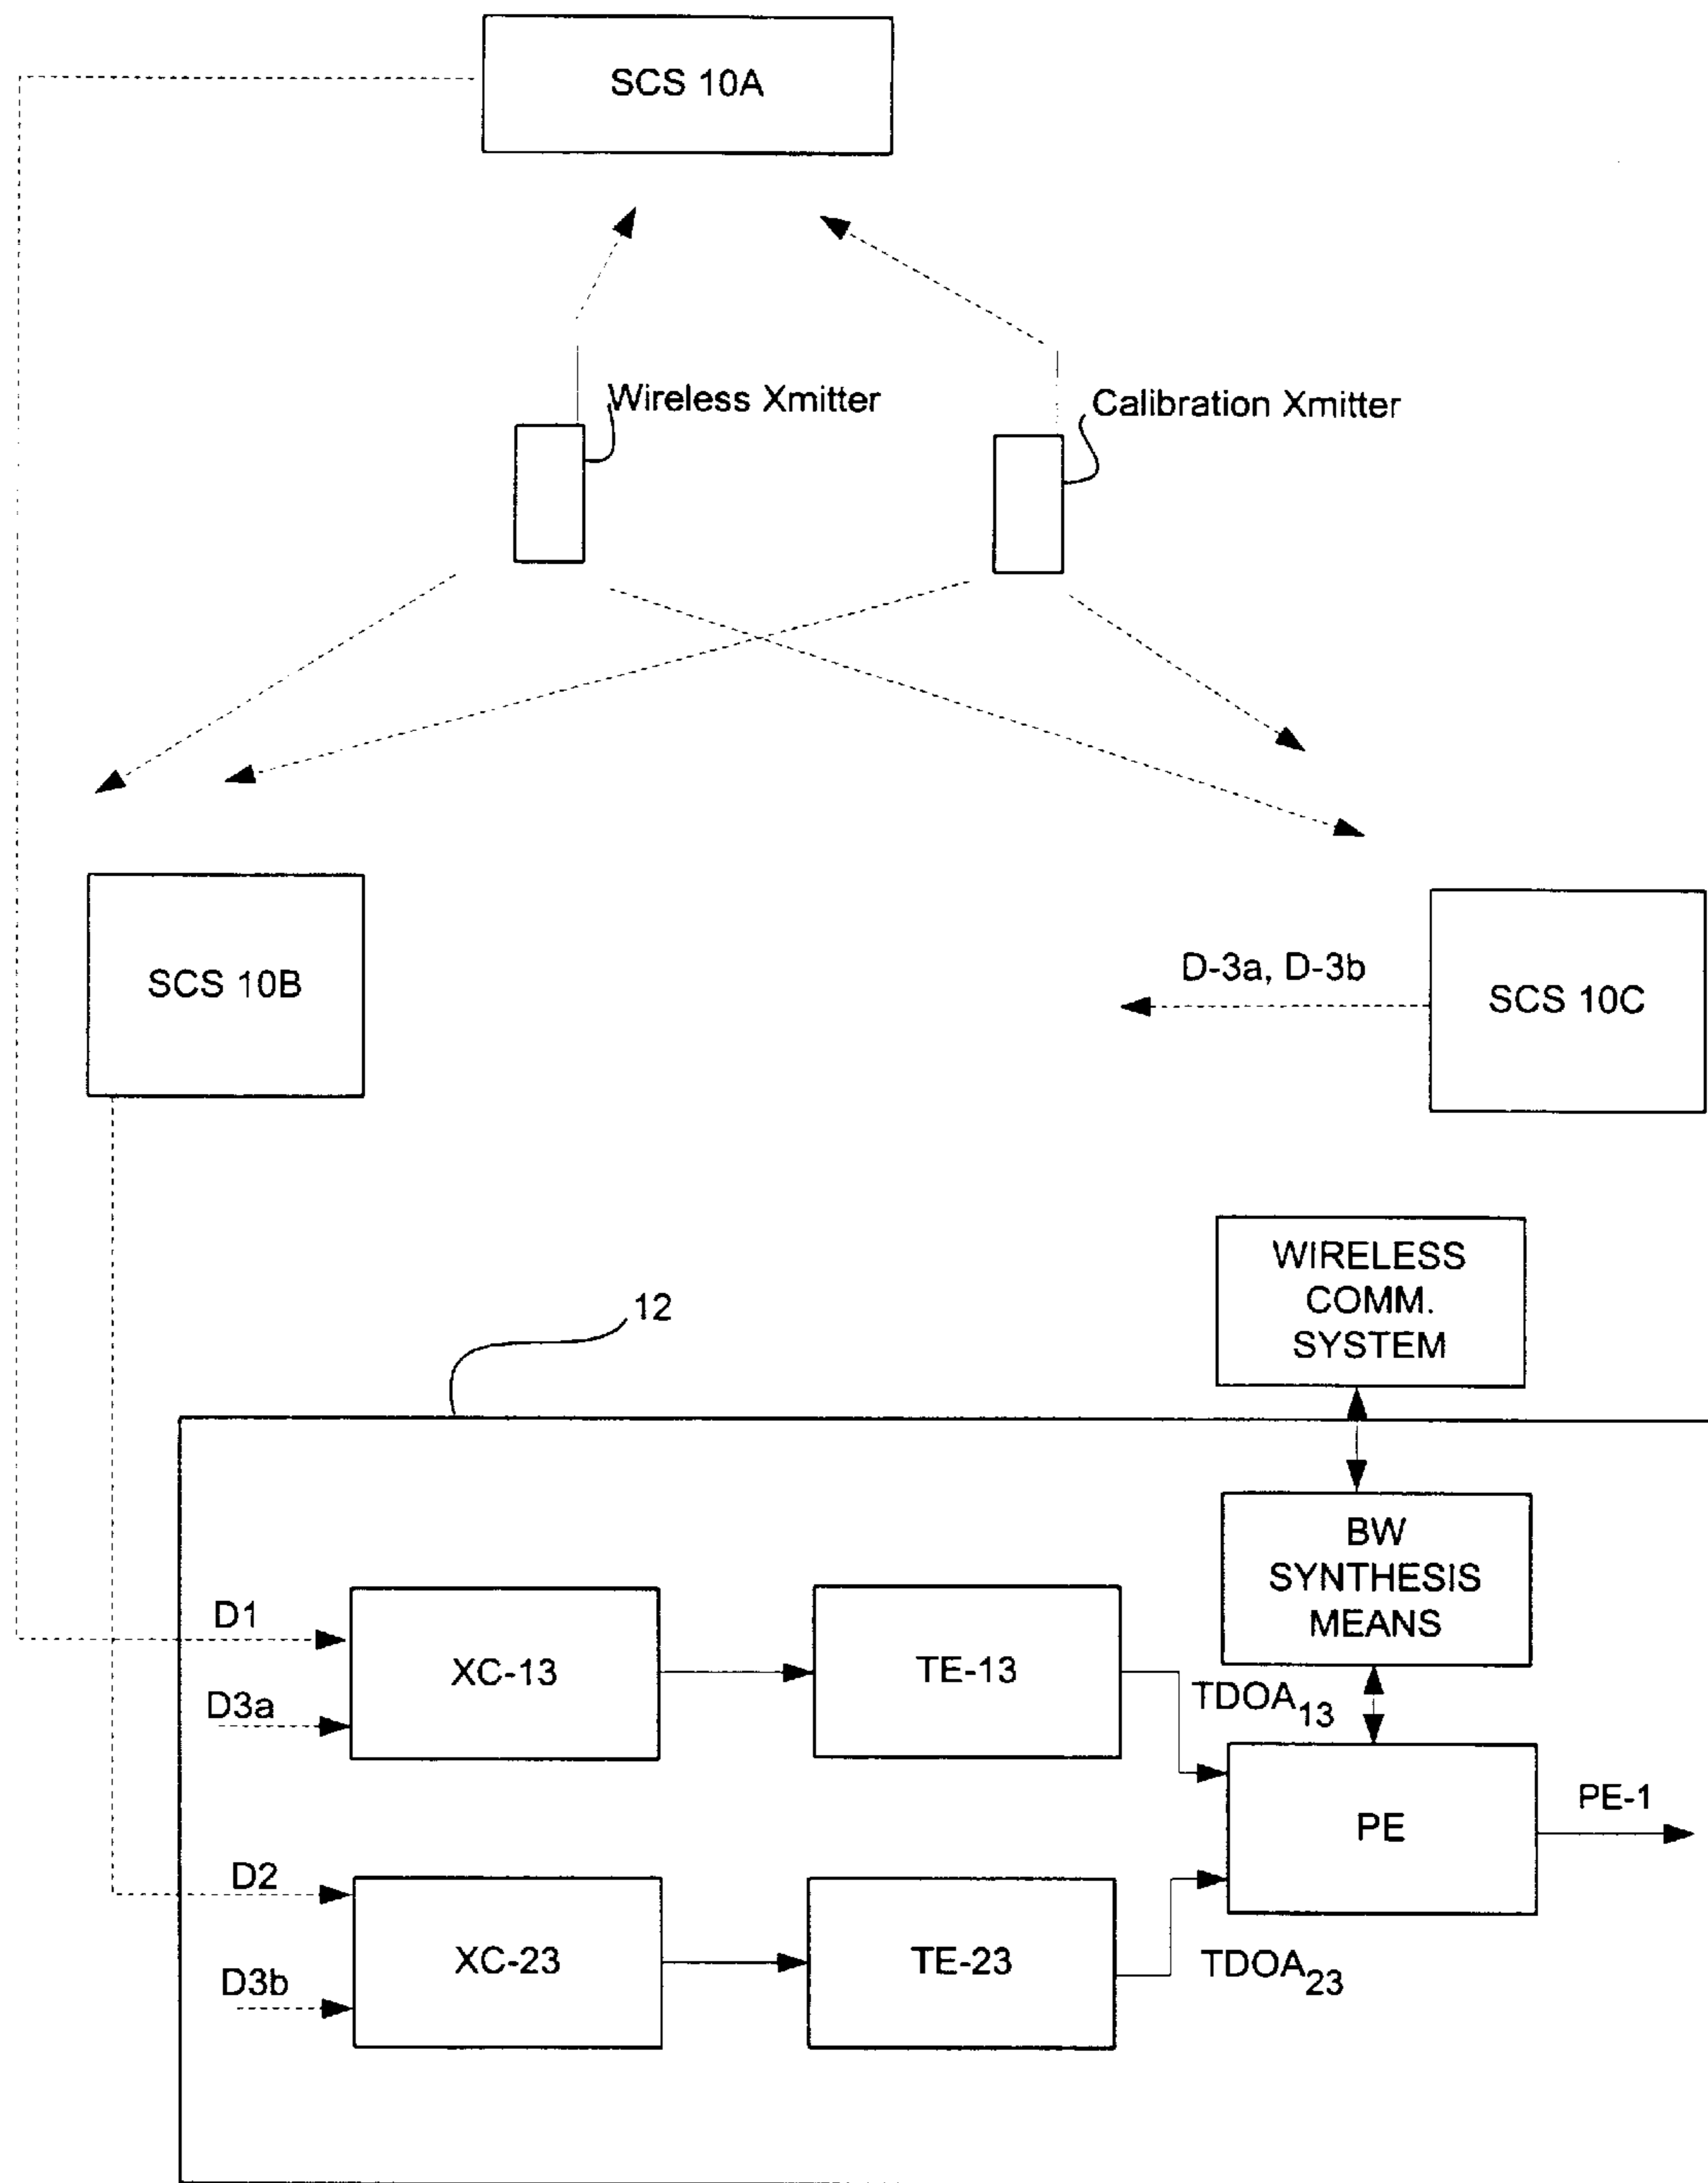 SCS 10A
Wireless Xmitter
Calibration Xmitter
SCS 10B
D-3a, D-3b
SCS 10C
WIRELESS
COMM.
SYSTEM
12
BW
SYNTHESIS
MEANS
D1
XC-13
TE-13
TDOA13
D3a
PE
PE-1
D2
XC-23
TE-23
TDOA23
D3b